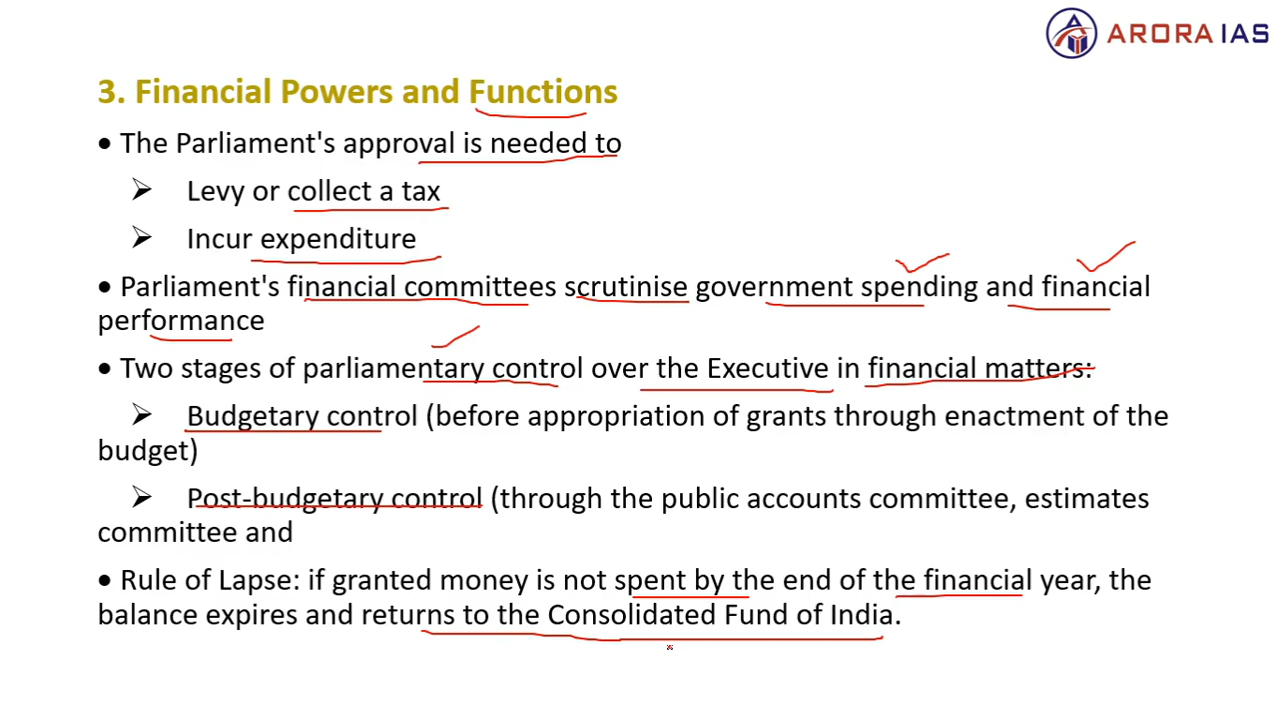 ARORA IAS
3. Financial Powers and Functions
• The Parliament's approval is needed to
➢ Levy or collect a tax
➢ Incur expenditure
• Parliament's financial committees scrutinise government spending and financial
performance
• Two stages of parliamentary control over the Executive in financial matters:
➢ Budgetary control (before appropriation of grants through enactment of the
budget)
➢ Post-budgetary control (through the public accounts committee, estimates
committee and
• Rule of Lapse: if granted money is not spent by the end of the financial year, the
balance expires and returns to the Consolidated Fund of India.